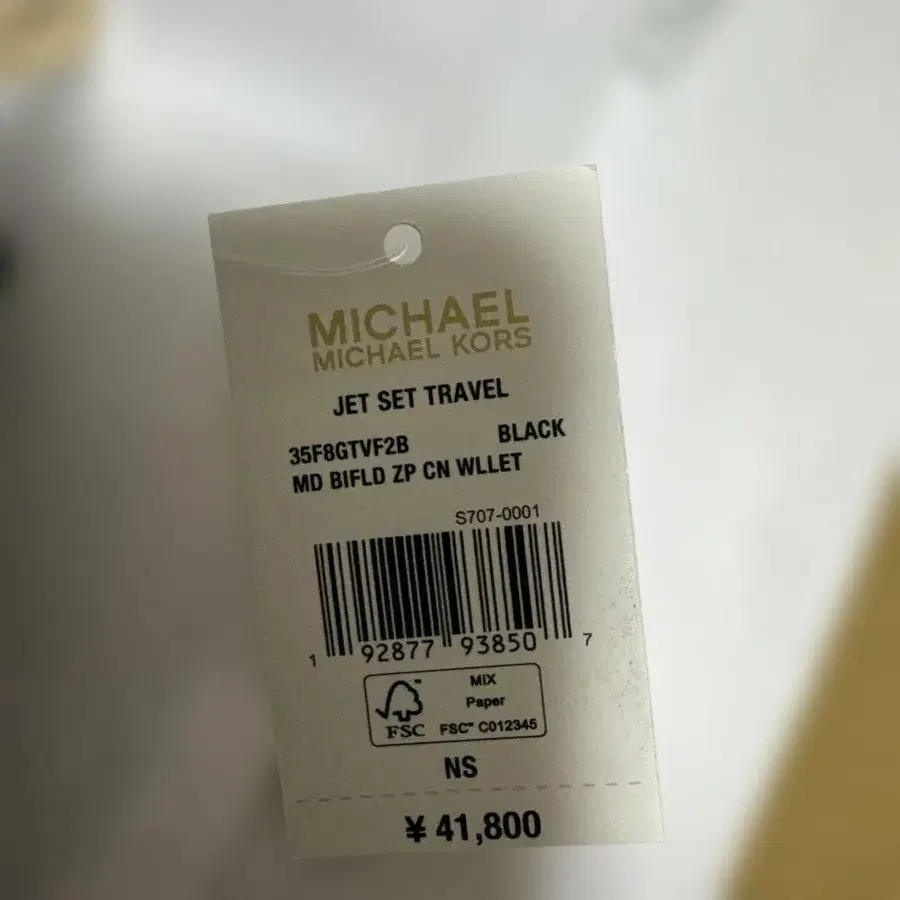 MICHAEL
MICHAEL KORS
JET SET TRAVEL
35F8GTVF2B BLACK
MD BIFLD ZP CN WLLET
S707-0001
1 92877 93850 7
MIX
Paper
FSC™ C012345
FSC
NS
¥ 41,800